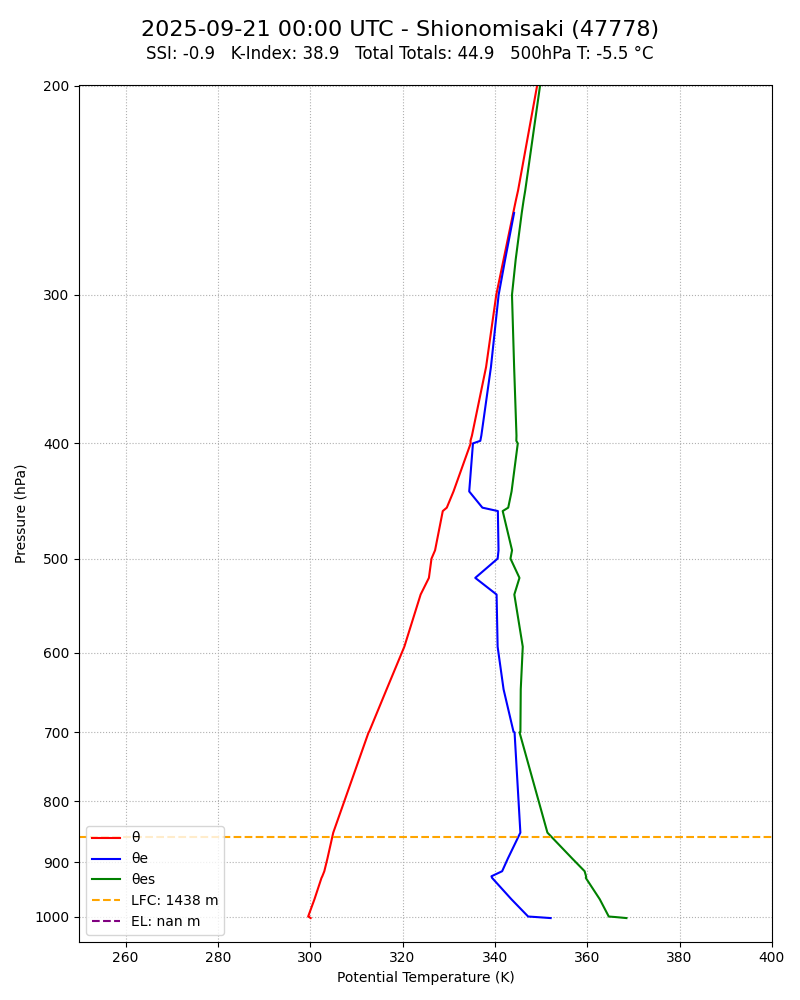 2025-09-21 00:00 UTC - Shionomisaki (47778)
SSI: -0.9   K-Index: 38.9   Total Totals: 44.9   500hPa T: -5.5 °C
200
300
400
500
600
700
800
900
1000
Pressure (hPa)
θ
θe
θes
LFC: 1438 m
EL: nan m
260
280
300
320
340
360
380
400
Potential Temperature (K)